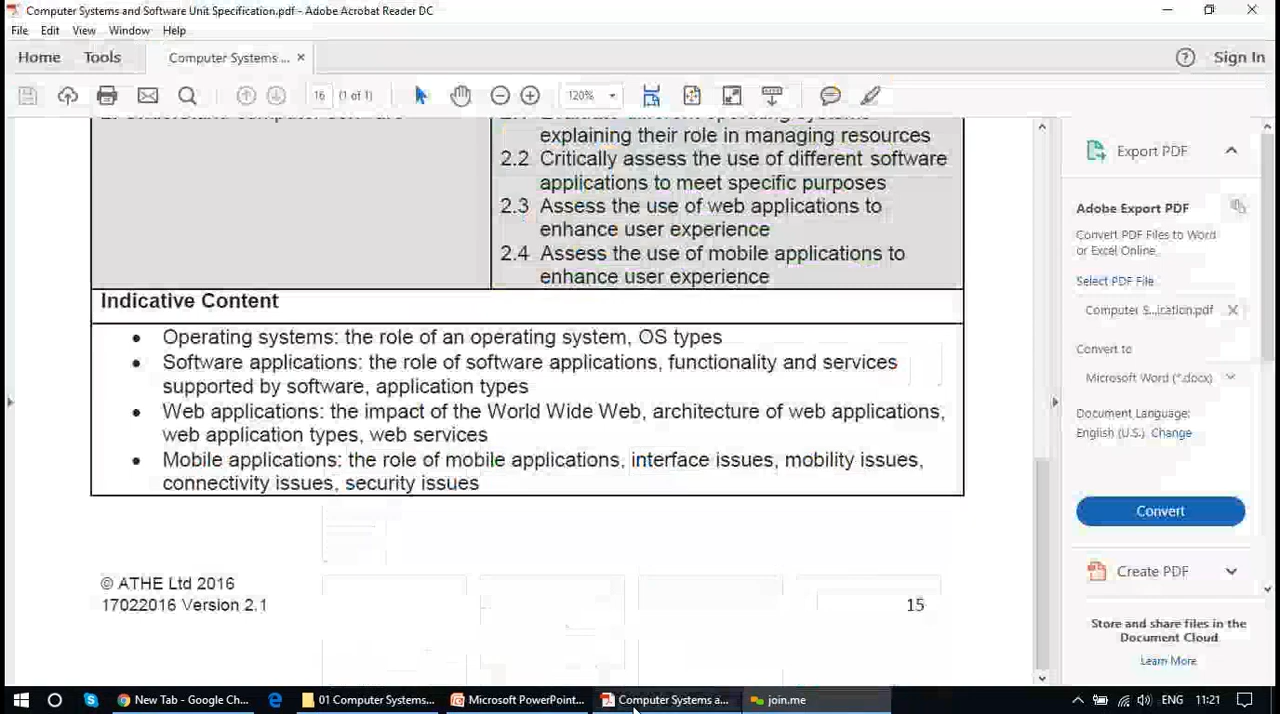 Computer Systems and Software Unit Specification.pdf - Adobe Acrobat Reader DC
File Edit View Window Help
Home Tools Computer Systems ... × Sign In
16 (1 of 1) 120%
2. Understand computer software
2.1 Evaluate different operating systems
explaining their role in managing resources
2.2 Critically assess the use of different software
applications to meet specific purposes
2.3 Assess the use of web applications to
enhance user experience
2.4 Assess the use of mobile applications to
enhance user experience
Indicative Content
• Operating systems: the role of an operating system, OS types
• Software applications: the role of software applications, functionality and services
supported by software, application types
• Web applications: the impact of the World Wide Web, architecture of web applications,
web application types, web services
• Mobile applications: the role of mobile applications, interface issues, mobility issues,
connectivity issues, security issues
© ATHE Ltd 2016
17022016 Version 2.1
15
Export PDF
Adobe Export PDF
Convert PDF Files to Word
or Excel Online
Select PDF File
Computer S...ication.pdf
Convert to
Microsoft Word (*.docx)
Document Language:
English (U.S.) Change
Convert
Create PDF
Store and share files in the
Document Cloud
Learn More
New Tab - Google Ch... 01 Computer Systems... Microsoft PowerPoint... Computer Systems a... join.me ENG 11:21